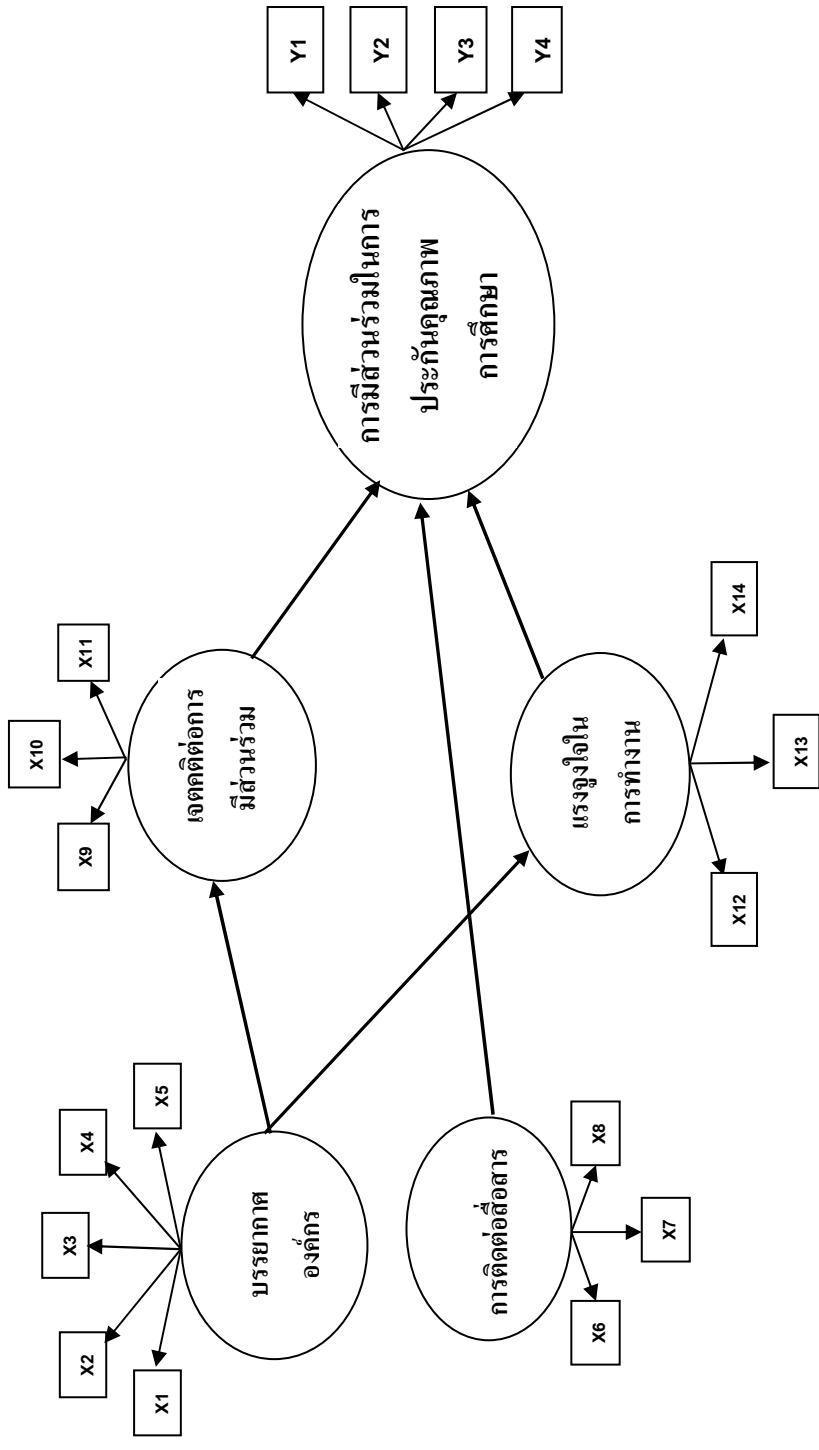 X1
X2
X3
X4
X5
บรรยากาศ
องค์กร
X9
X10
X11
เจตคติต่อการ
มีส่วนร่วม
การติดต่อสื่อสาร
X6
X7
X8
แรงจูงใจใน
การทำงาน
X12
X13
X14
การมีส่วนร่วมในการ
ประกันคุณภาพ
การศึกษา
Y1
Y2
Y3
Y4